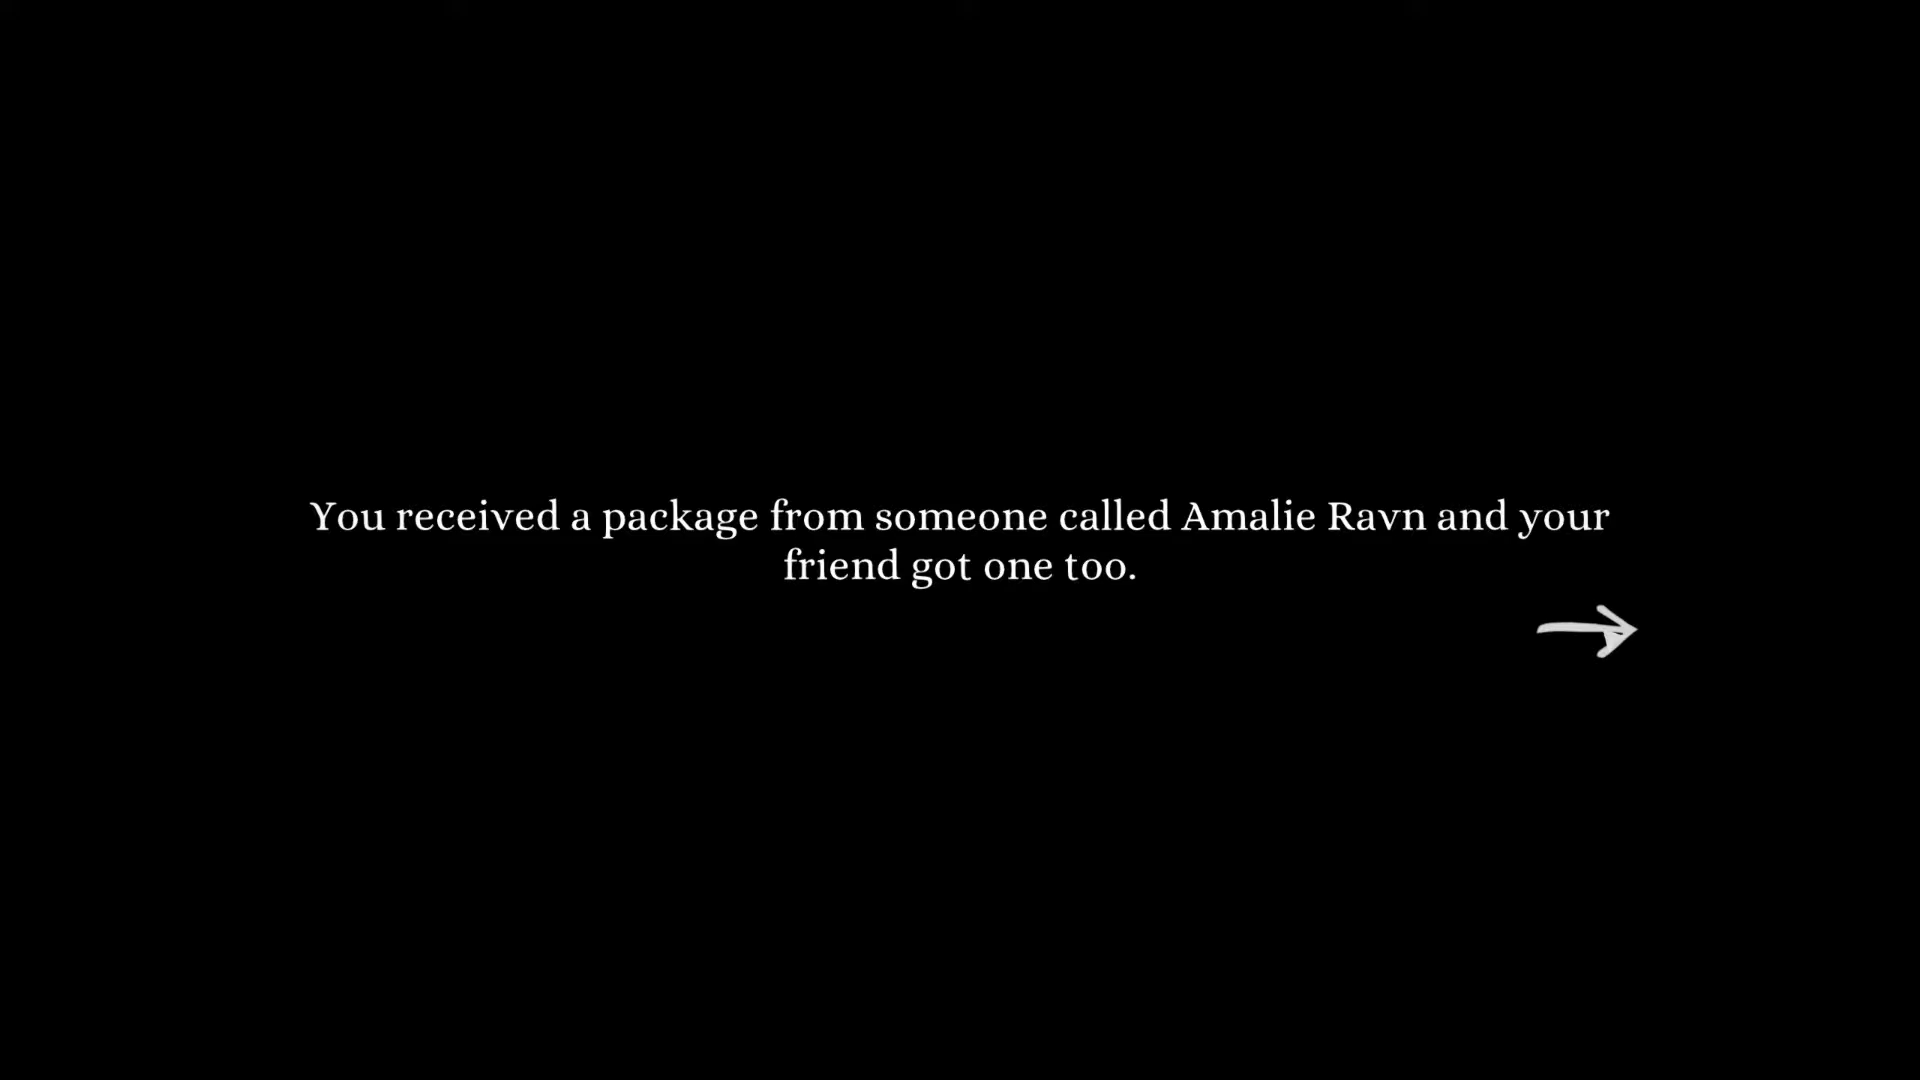 You received a package from someone called Amalie Ravn and your
friend got one too.